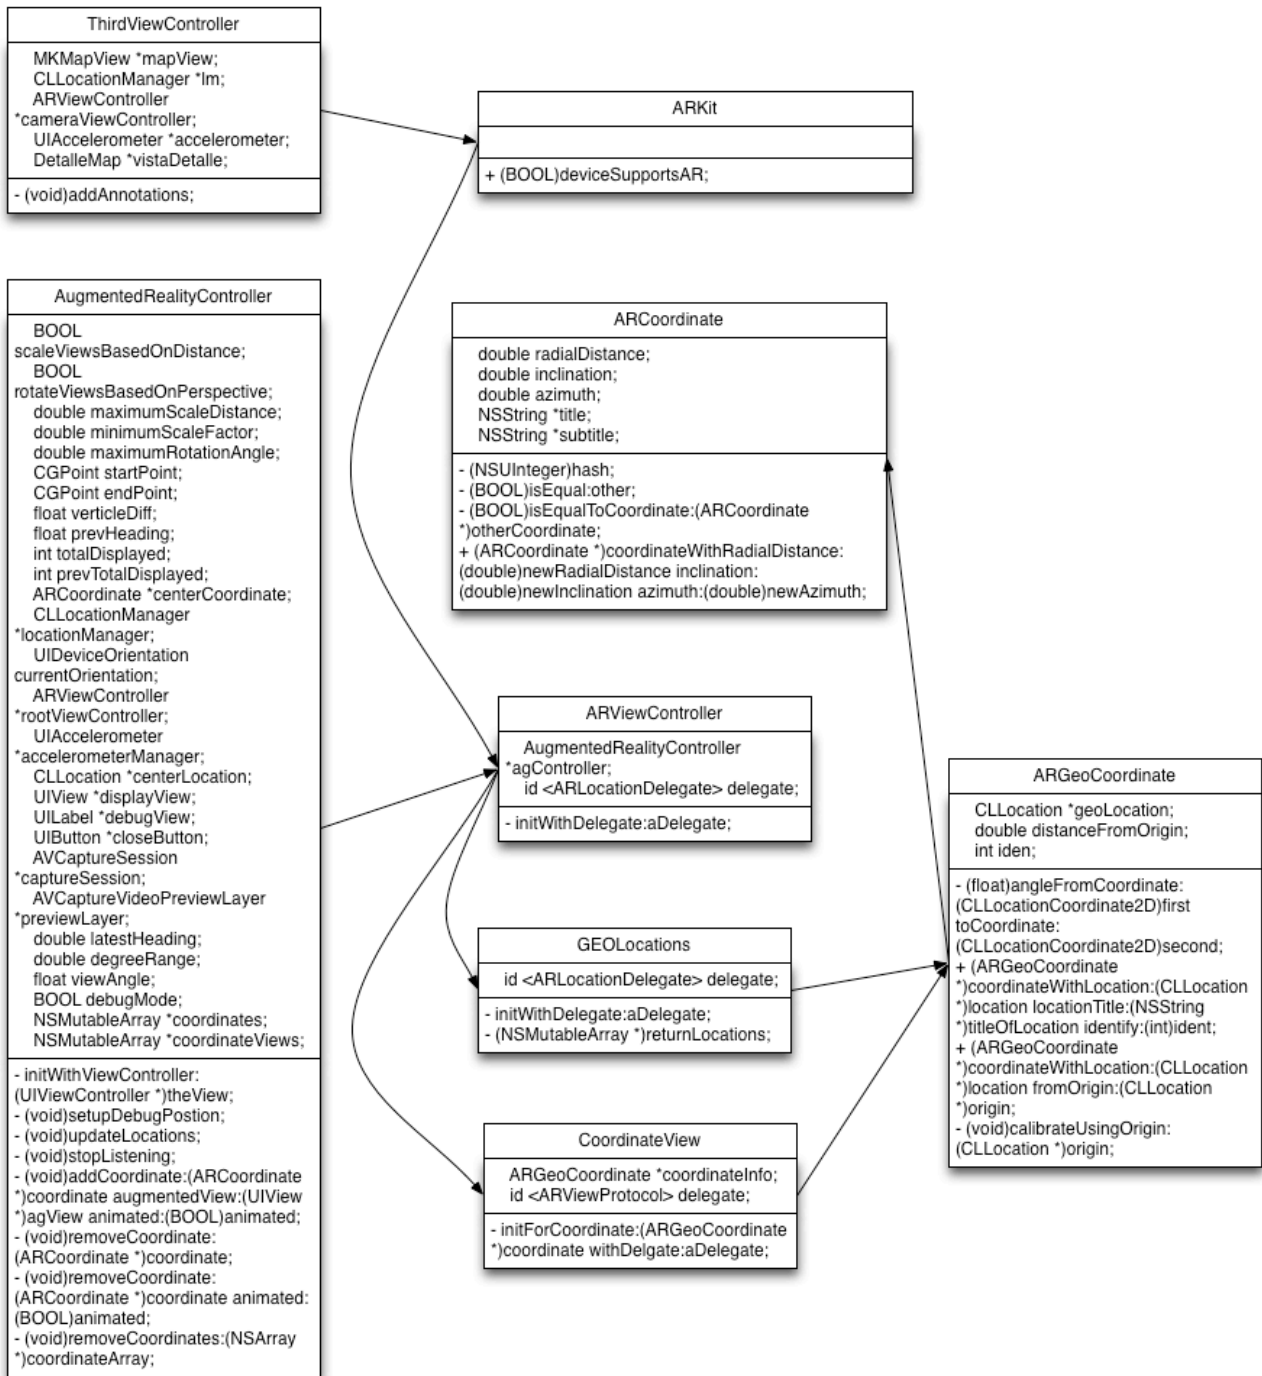 ThirdViewController
MKMapView *mapView;
CLLocationManager *lm;
ARViewController
*cameraViewController;
UIAccelerometer *accelerometer;
DetalleMap *vistaDetalle;
- (void)addAnnotations;
ARKit
+ (BOOL)deviceSupportsAR;
AugmentedRealityController
BOOL
scaleViewsBasedOnDistance;
BOOL
rotateViewsBasedOnPerspective;
double maximumScaleDistance;
double minimumScaleFactor;
double maximumRotationAngle;
CGPoint startPoint;
CGPoint endPoint;
float verticleDiff;
float prevHeading;
int totalDisplayed;
int prevTotalDisplayed;
ARCoordinate *centerCoordinate;
CLLocationManager
*locationManager;
UIDeviceOrientation
currentOrientation;
ARViewController
*rootViewController;
UIAccelerometer
*accelerometerManager;
CLLocation *centerLocation;
UIView *displayView;
UILabel *debugView;
UIButton *closeButton;
AVCaptureSession
*captureSession;
AVCaptureVideoPreviewLayer
*previewLayer;
double latestHeading;
double degreeRange;
float viewAngle;
BOOL debugMode;
NSMutableArray *coordinates;
NSMutableArray *coordinateViews;
- initWithViewController:
(UIViewController *)theView;
- (void)setupDebugPostion;
- (void)updateLocations;
- (void)stopListening;
- (void)addCoordinate:(ARCoordinate
*)coordinate augmentedView:(UIView
*)agView animated:(BOOL)animated;
- (void)removeCoordinate:
(ARCoordinate *)coordinate;
- (void)removeCoordinate:
(ARCoordinate *)coordinate animated:
(BOOL)animated;
- (void)removeCoordinates:(NSArray
*)coordinateArray;
ARCoordinate
double radialDistance;
double inclination;
double azimuth;
NSString *title;
NSString *subtitle;
- (NSUInteger)hash;
- (BOOL)isEqual:other;
- (BOOL)isEqualToCoordinate:(ARCoordinate
*)otherCoordinate;
+ (ARCoordinate *)coordinateWithRadialDistance:
(double)newRadialDistance inclination:
(double)newInclination azimuth:(double)newAzimuth;
ARViewController
AugmentedRealityController
*agController;
id <ARLocationDelegate> delegate;
- initWithDelegate:aDelegate;
GEOLocations
id <ARLocationDelegate> delegate;
- initWithDelegate:aDelegate;
- (NSMutableArray *)returnLocations;
CoordinateView
ARGeoCoordinate *coordinateInfo;
id <ARViewProtocol> delegate;
- initForCoordinate:(ARGeoCoordinate
*)coordinate withDelgate:aDelegate;
ARGeoCoordinate
CLLocation *geoLocation;
double distanceFromOrigin;
int iden;
- (float)angleFromCoordinate:
(CLLocationCoordinate2D)first
toCoordinate:
(CLLocationCoordinate2D)second;
+ (ARGeoCoordinate
*)coordinateWithLocation:(CLLocation
*)location locationTitle:(NSString
*)titleOfLocation identify:(int)ident;
+ (ARGeoCoordinate
*)coordinateWithLocation:(CLLocation
*)location fromOrigin:(CLLocation
*)origin;
- (void)calibrateUsingOrigin:
(CLLocation *)origin;